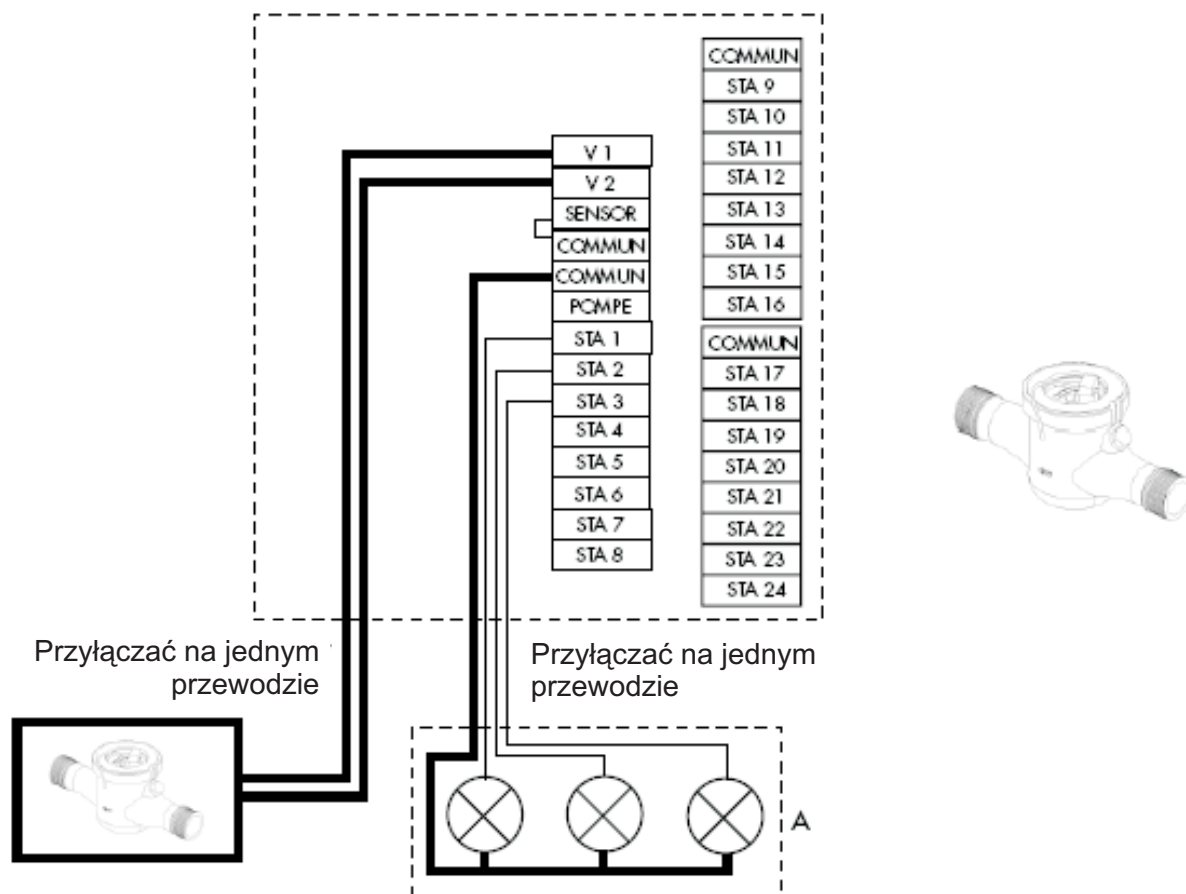 COMMUN
STA 9
STA 10
STA 11
STA 12
STA 13
STA 14
STA 15
STA 16
V 1
V 2
SENSOR
COMMUN
COMMUN
POMPE
STA 1
STA 2
STA 3
STA 4
STA 5
STA 6
STA 7
STA 8
COMMUN
STA 17
STA 18
STA 19
STA 20
STA 21
STA 22
STA 23
STA 24
Przyłączać na jednym
przewodzie
Przyłączać na jednym
przewodzie
A